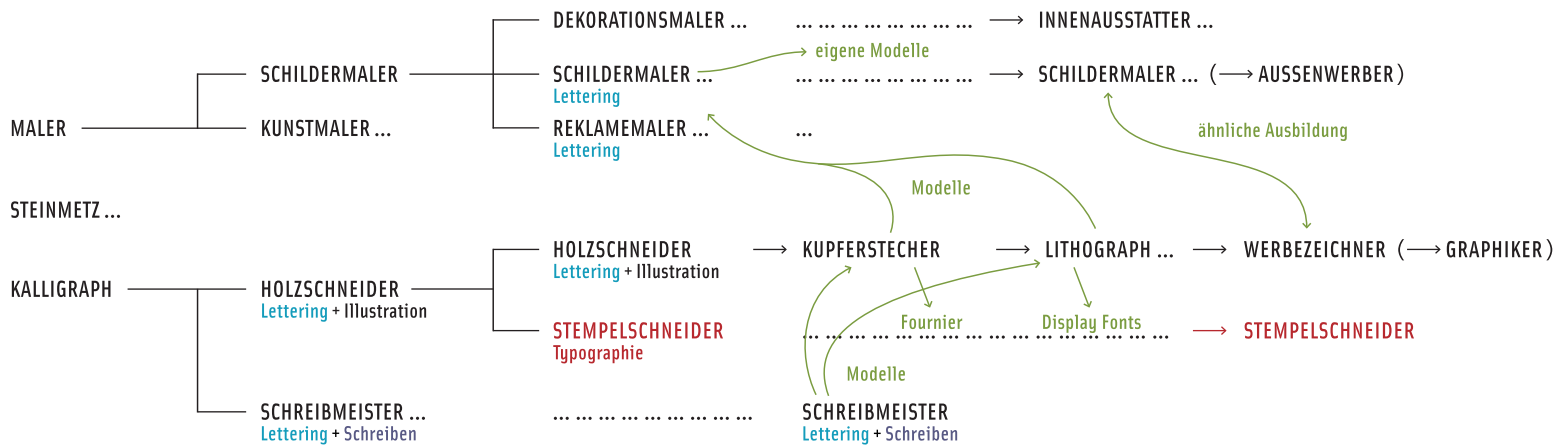 DEKORATIONSMALER ... ... ... ... ... ... ... ... ... INNENAUSSTATTER ...
eigene Modelle
SCHILDERMALER SCHILDERMALER ... ... ... ... ... ... ... ... ... SCHILDERMALER ... ( AUSSENWERBER )
Lettering
MALER KUNSTMALER ... REKLAMEMALER ... ...
ähnliche Ausbildung
Lettering
Modelle
STEINMETZ ...
HOLZSCHNEIDER KUPFERSTECHER LITHOGRAPH ... WERBEZEICHNER ( GRAPHIKER )
Lettering + Illustration
KALLIGRAPH HOLZSCHNEIDER
Lettering + Illustration
Fournier Display Fonts
STEMPELSCHNEIDER ... ... ... ... ... ... ... ... ... ... ... ... ... ... ... ... STEMPELSCHNEIDER
Typographie
Modelle
SCHREIBMEISTER ... ... ... ... ... ... ... ... ... ... SCHREIBMEISTER
Lettering + Schreiben Lettering + Schreiben